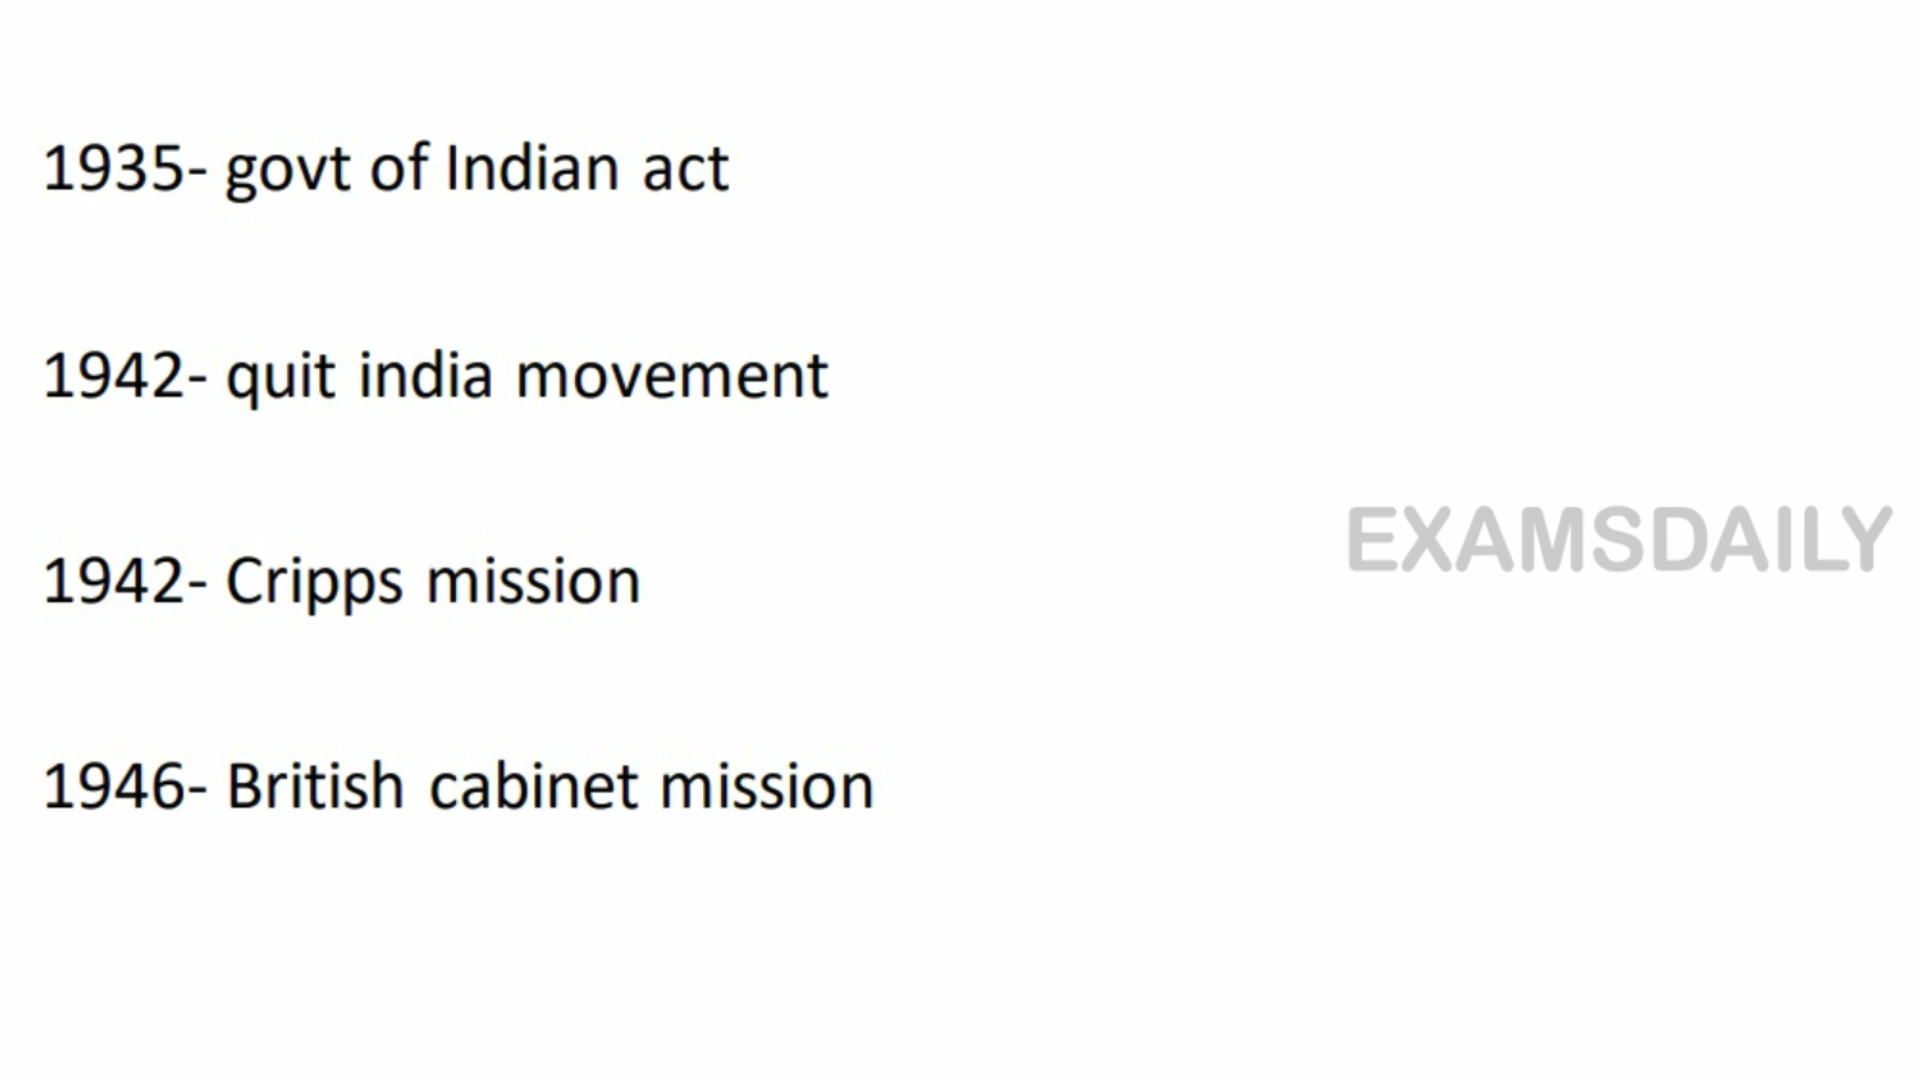 1935- govt of Indian act
1942- quit india movement
EXAMSDAILY
1942- Cripps mission
1946- British cabinet mission